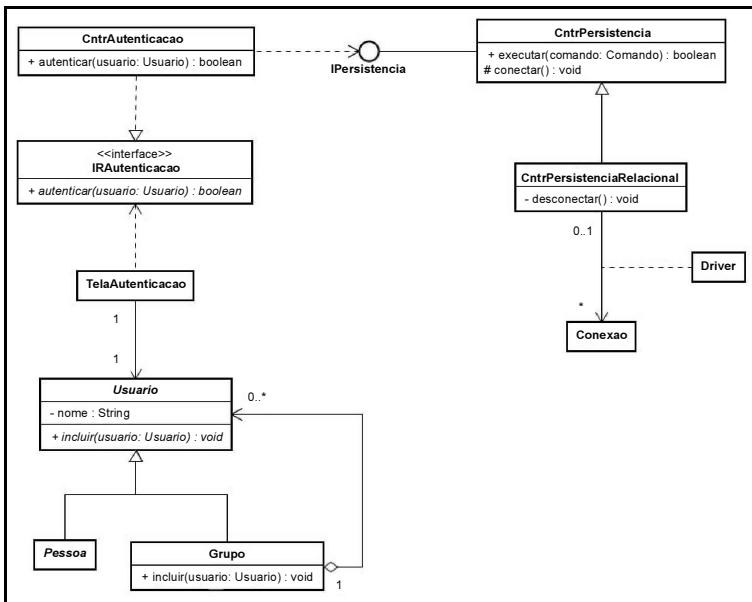 CntrAutenticacao
+ autenticar(usuario: Usuario) : boolean
IPersistencia
CntrPersistencia
+ executar(comando: Comando) : boolean
# conectar() : void
<<interface>>
IRAutenticacao
+ autenticar(usuario: Usuario) : boolean
CntrPersistenciaRelacional
- desconectar() : void
0..1
Driver
*
Conexao
TelaAutenticacao
1
1
Usuario
- nome : String
+ incluir(usuario: Usuario) : void
0..*
Pessoa
Grupo
+ incluir(usuario: Usuario) : void
1